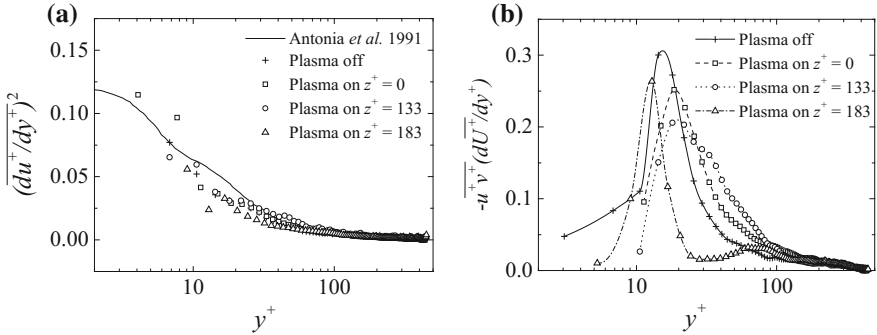 (a)
0.15
0.10
0.05
0.00
(du⁺/dy⁺)²
10
100
y⁺
Antonia et al. 1991
Plasma off
Plasma on z⁺ = 0
Plasma on z⁺ = 133
Plasma on z⁺ = 183
(b)
0.3
0.2
0.1
0.0
-u⁺v⁺(dU⁺/dy⁺)
10
100
y⁺
Plasma off
Plasma on z⁺ = 0
Plasma on z⁺ = 133
Plasma on z⁺ = 183